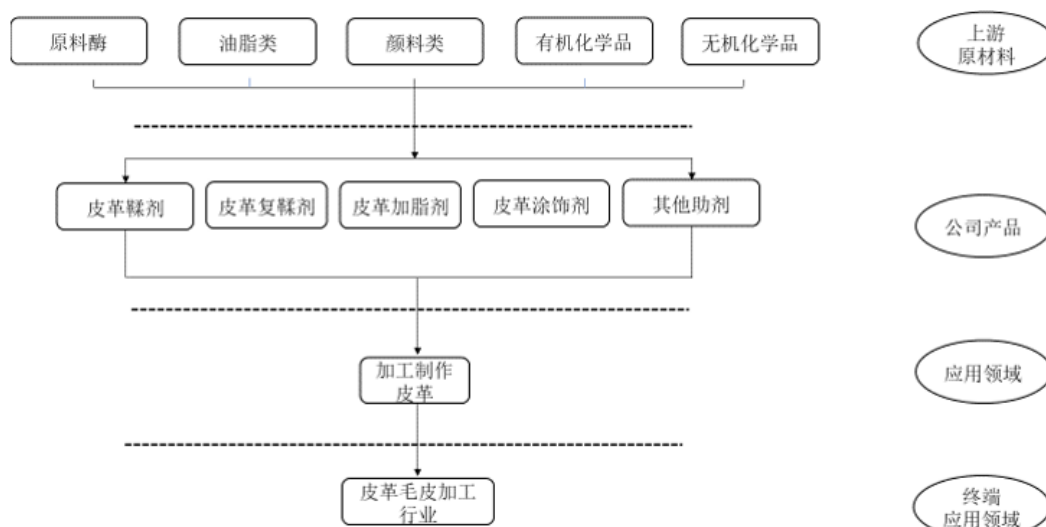 原料酶 油脂类 颜料类 有机化学品 无机化学品
上游
原材料
皮革鞣剂 皮革复鞣剂 皮革加脂剂 皮革涂饰剂 其他助剂
公司产品
加工制作
皮革
应用领域
皮革毛皮加工
行业
终端
应用领域